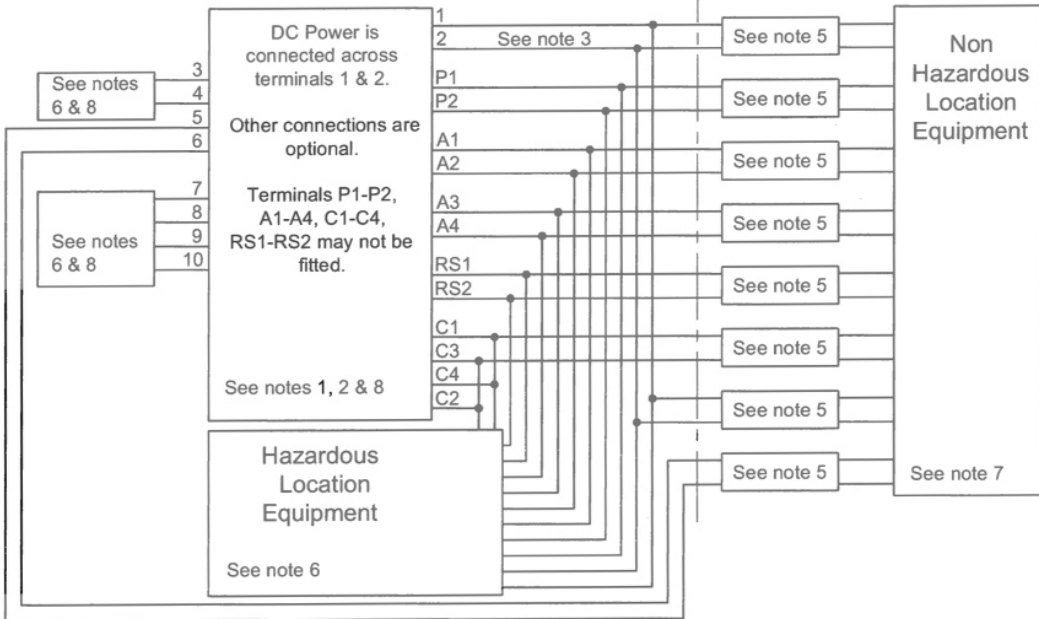 DC Power is
connected across
terminals 1 & 2.
Other connections are
optional.
Terminals P1-P2,
A1-A4, C1-C4,
RS1-RS2 may not be
fitted.
See notes 1, 2 & 8
See notes
6 & 8
3
4
5
6
See notes
6 & 8
7
8
9
10
1
2
See note 3
P1
P2
A1
A2
A3
A4
RS1
RS2
C1
C3
C4
C2
See note 5
See note 5
See note 5
See note 5
See note 5
See note 5
See note 5
See note 5
Non
Hazardous
Location
Equipment
See note 7
Hazardous
Location
Equipment
See note 6